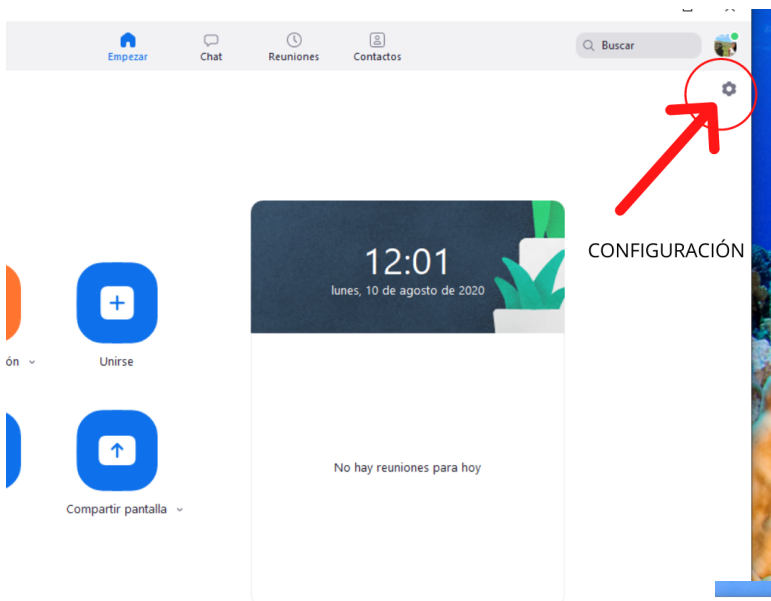 Empezar
Chat
Reuniones
Contactos
Buscar
CONFIGURACIÓN
12:01
lunes, 10 de agosto de 2020
ón
Unirse
No hay reuniones para hoy
Compartir pantalla